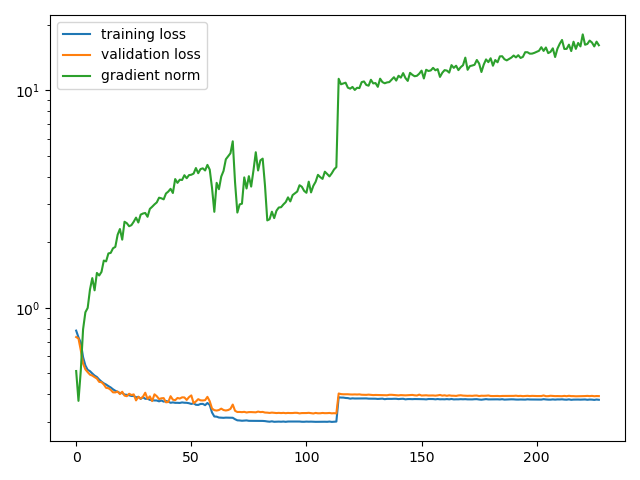 training loss
validation loss
gradient norm
10¹
10⁰
0 50 100 150 200